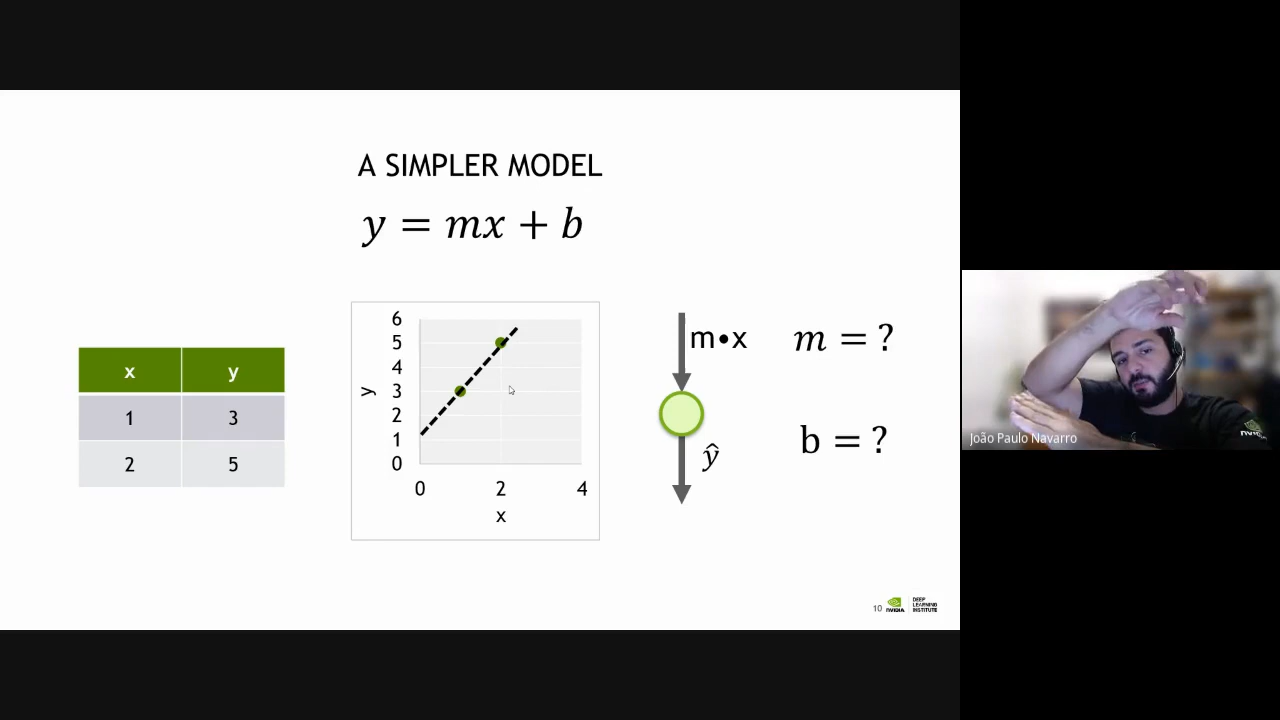 A SIMPLER MODEL
y = mx + b
x y
1 3
2 5
6
5
4
3
2
1
0
y
0 2 4
x
m•x
ŷ
m = ?
b = ?
10
NVIDIA
DEEP
LEARNING
INSTITUTE
João Paulo Navarro